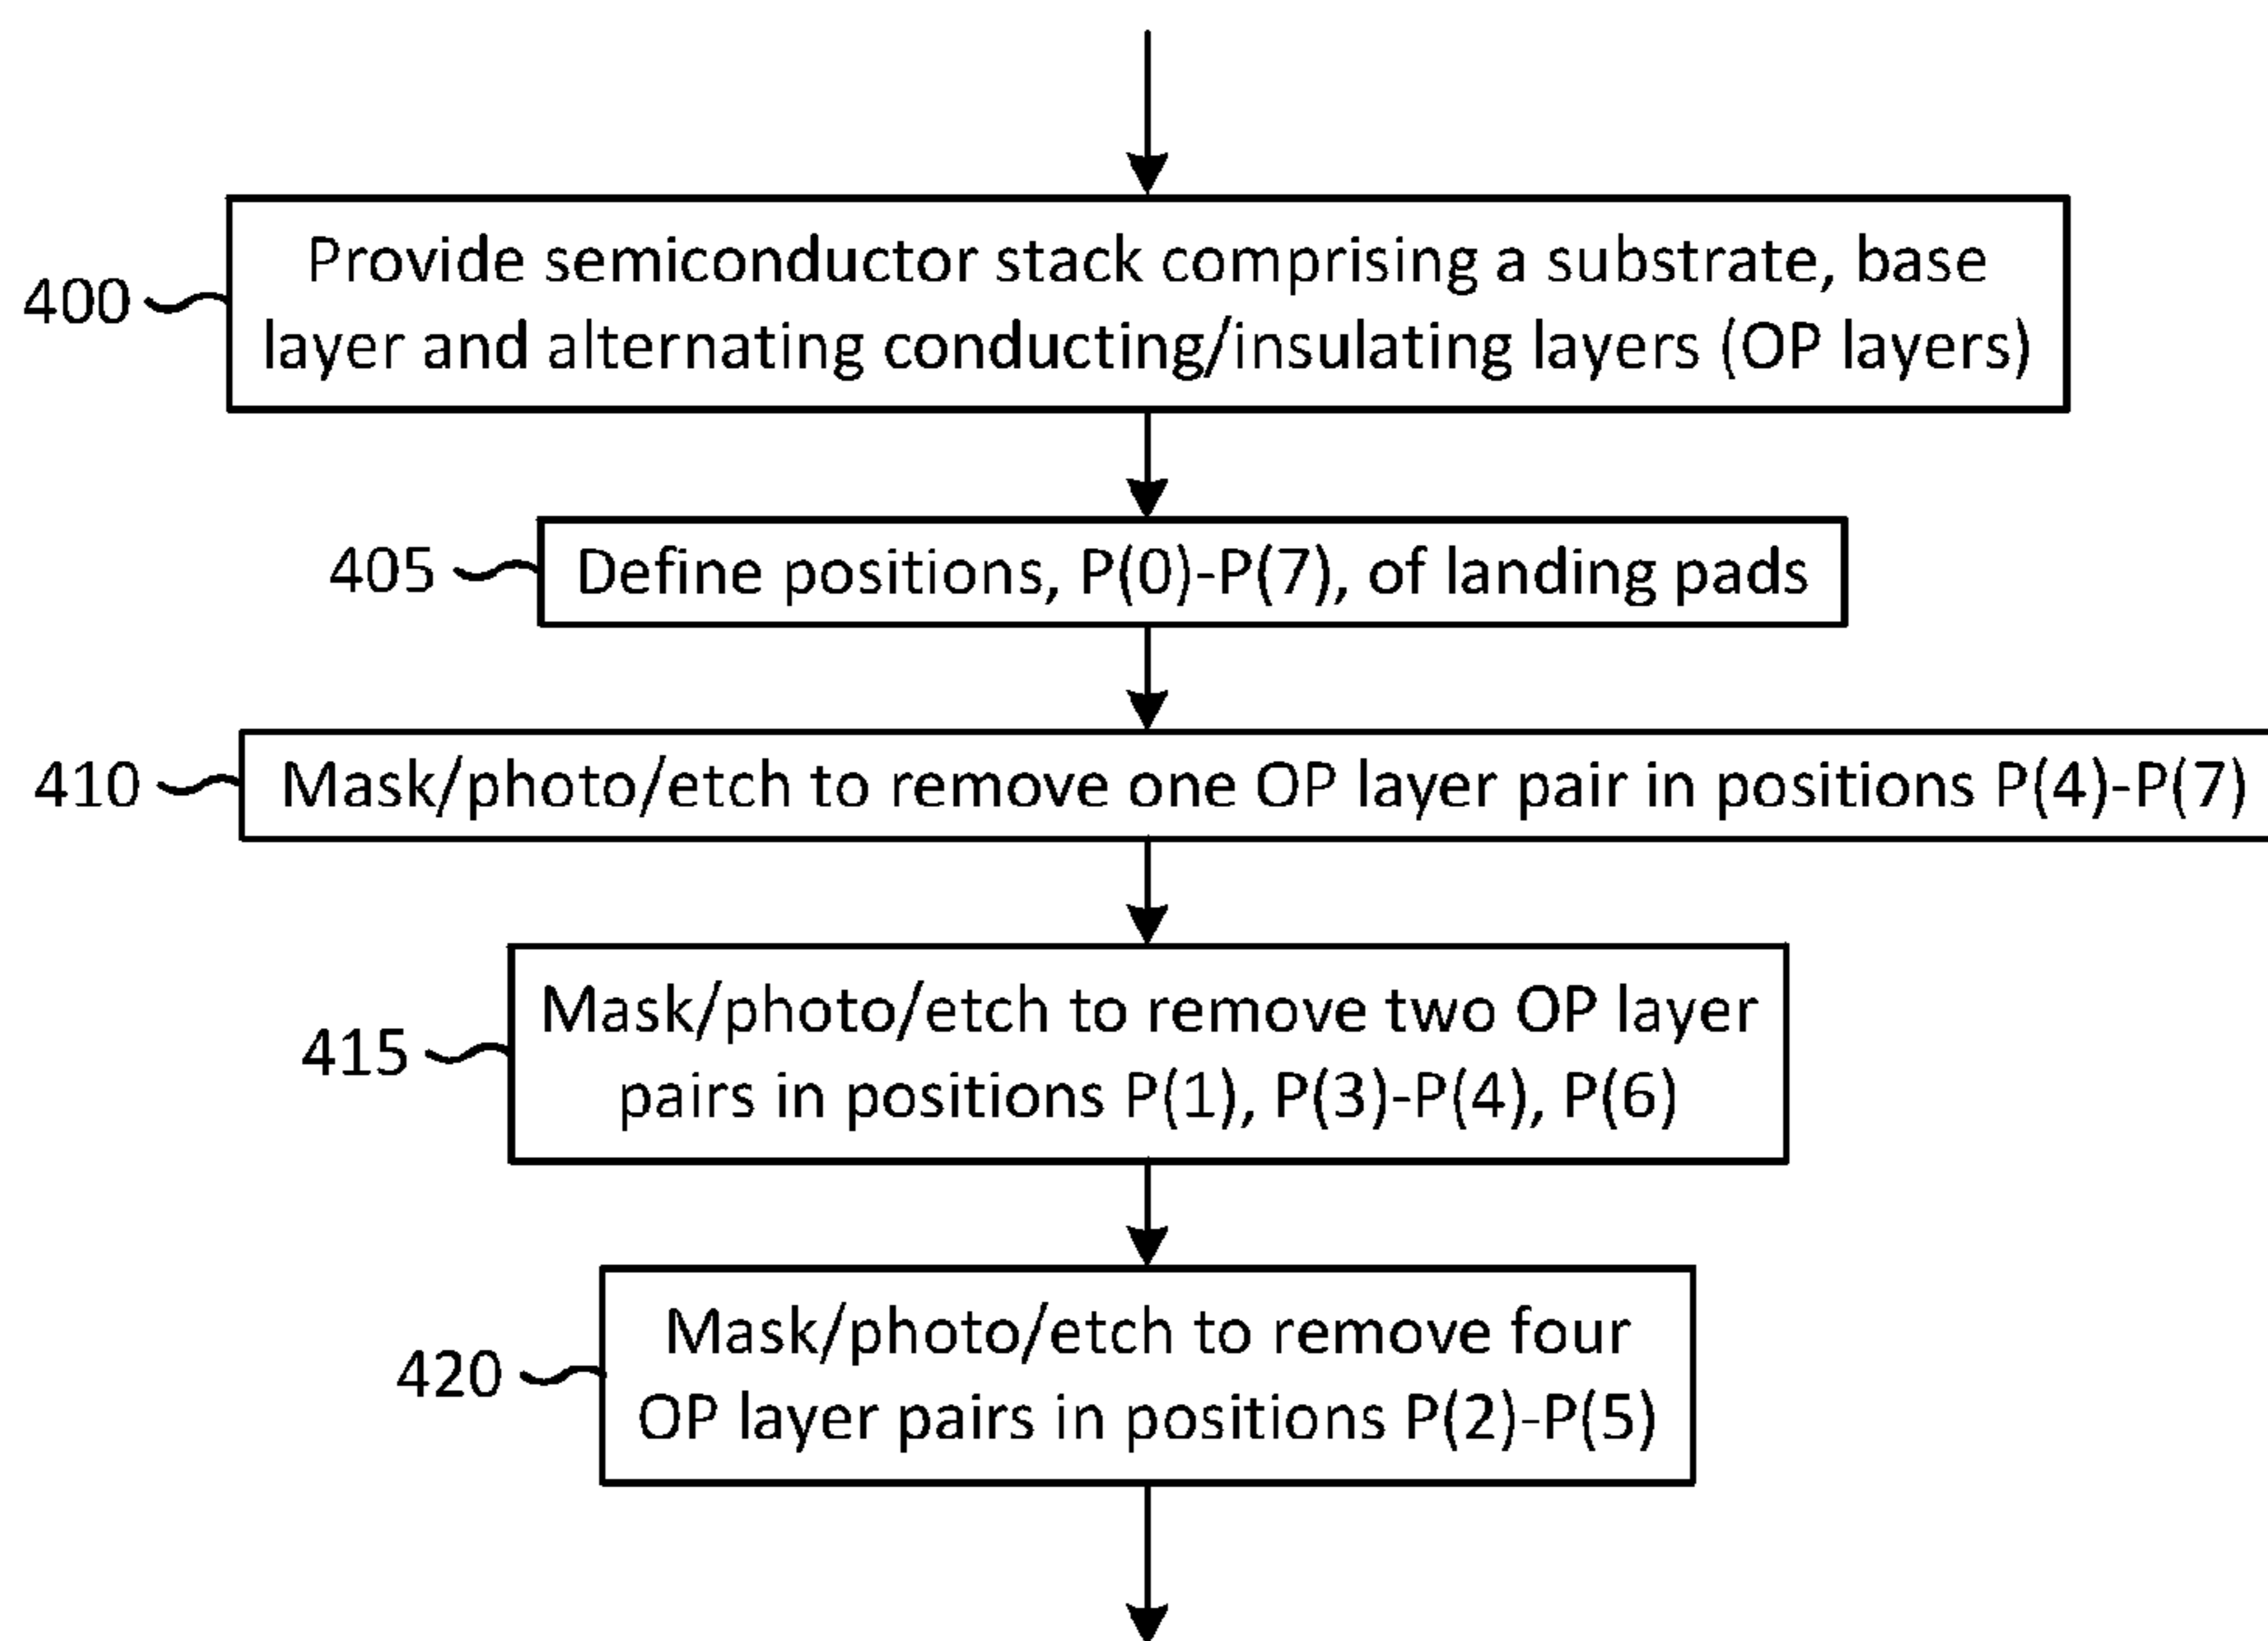 400
Provide semiconductor stack comprising a substrate, base
layer and alternating conducting/insulating layers (OP layers)
405
Define positions, P(0)-P(7), of landing pads
410
Mask/photo/etch to remove one OP layer pair in positions P(4)-P(7)
415
Mask/photo/etch to remove two OP layer
pairs in positions P(1), P(3)-P(4), P(6)
420
Mask/photo/etch to remove four
OP layer pairs in positions P(2)-P(5)